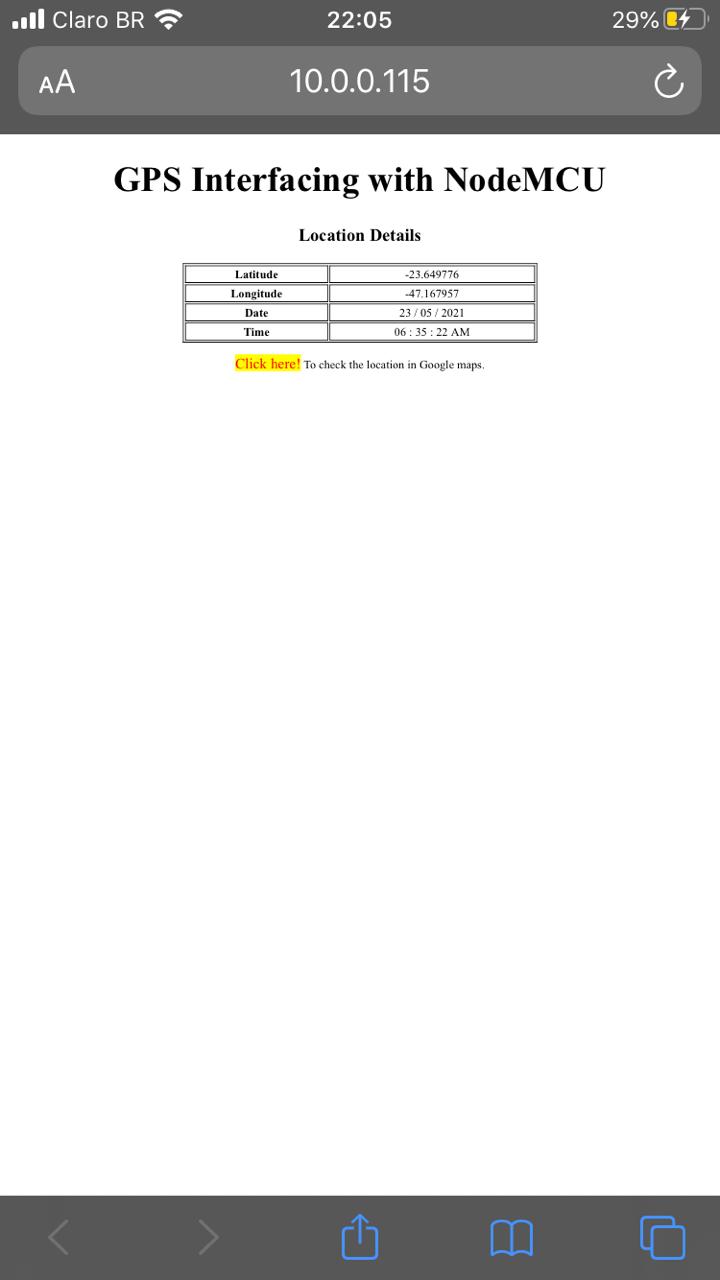 Claro BR 22:05 29%
AA 10.0.0.115
GPS Interfacing with NodeMCU
Location Details
Latitude -23.649776
Longitude -47.167957
Date 23 / 05 / 2021
Time 06 : 35 : 22 AM
Click here! To check the location in Google maps.